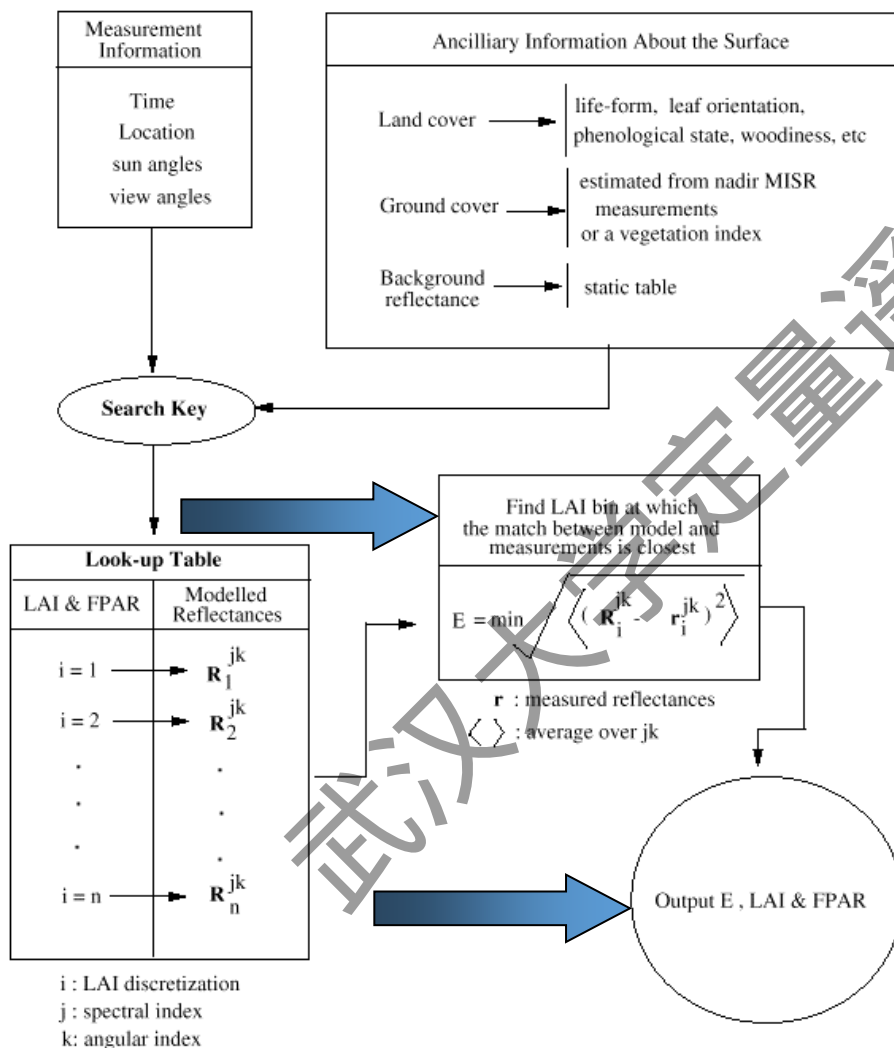 Measurement
Information
Time
Location
sun angles
view angles
Ancilliary Information About the Surface
Land cover
life-form, leaf orientation,
phenological state, woodiness, etc
Ground cover
estimated from nadir MISR
measurements
or a vegetation index
Background
reflectance
static table
Search Key
Look-up Table
LAI & FPAR
Modelled
Reflectances
i = 1 R_1^{jk}
i = 2 R_2^{jk}
. .
. .
. .
i = n R_n^{jk}
i : LAI discretization
j : spectral index
k: angular index
Find LAI bin at which
the match between model and
measurements is closest
E = min √⟨( R_i^{jk} - r_i^{jk} )^2⟩
r : measured reflectances
⟨ ⟩ : average over jk
Output E , LAI & FPAR
武汉大学定量遥